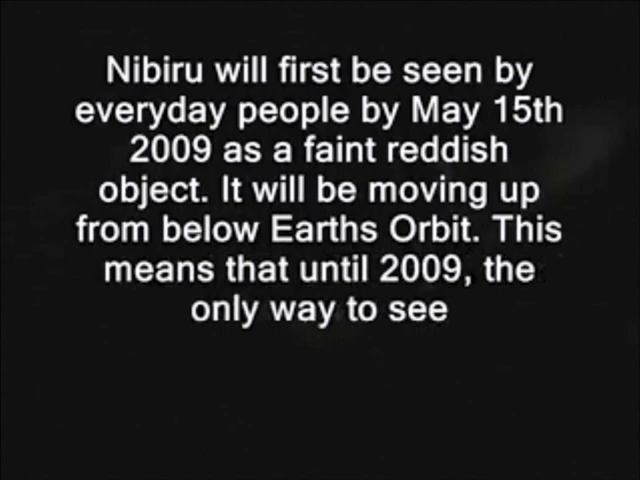 Nibiru will first be seen by
everyday people by May 15th
2009 as a faint reddish
object. It will be moving up
from below Earths Orbit. This
means that until 2009, the
only way to see